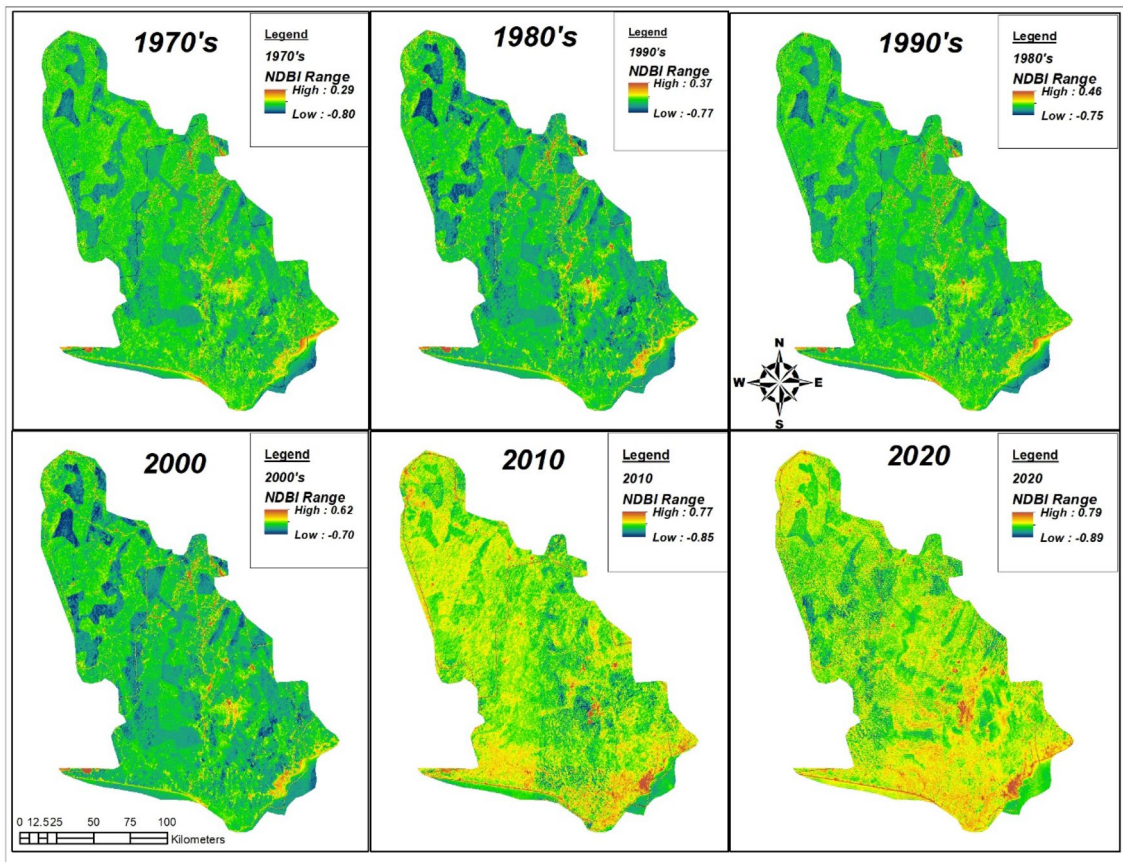 1970's
Legend
1970's
NDBI Range
High : 0.29
Low : -0.80
1980's
Legend
1990's
NDBI Range
High : 0.37
Low : -0.77
1990's
Legend
1980's
NDBI Range
High : 0.46
Low : -0.75
N
W E
S
2000
Legend
2000's
NDBI Range
High : 0.62
Low : -0.70
0 12.525 50 75 100
Kilometers
2010
Legend
2010
NDBI Range
High : 0.77
Low : -0.85
2020
Legend
2020
NDBI Range
High : 0.79
Low : -0.89